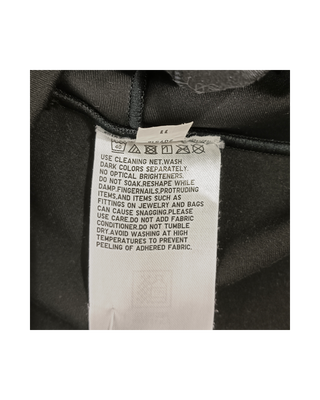 44
40
USE CLEANING NET.WASH
DARK COLORS SEPARATELY.
NO OPTICAL BRIGHTENERS.
DO NOT SOAK,RESHAPE WHILE
DAMP.FINGERNAILS,PROTRUDING
ITEMS,AND ITEMS SUCH AS
FITTINGS ON JEWELRY AND BAGS
CAN CAUSE SNAGGING.PLEASE
USE CARE.DO NOT ADD FABRIC
CONDITIONER.DO NOT TUMBLE
DRY.AVOID WASHING AT HIGH
TEMPERATURES TO PREVENT
PEELING OF ADHERED FABRIC.